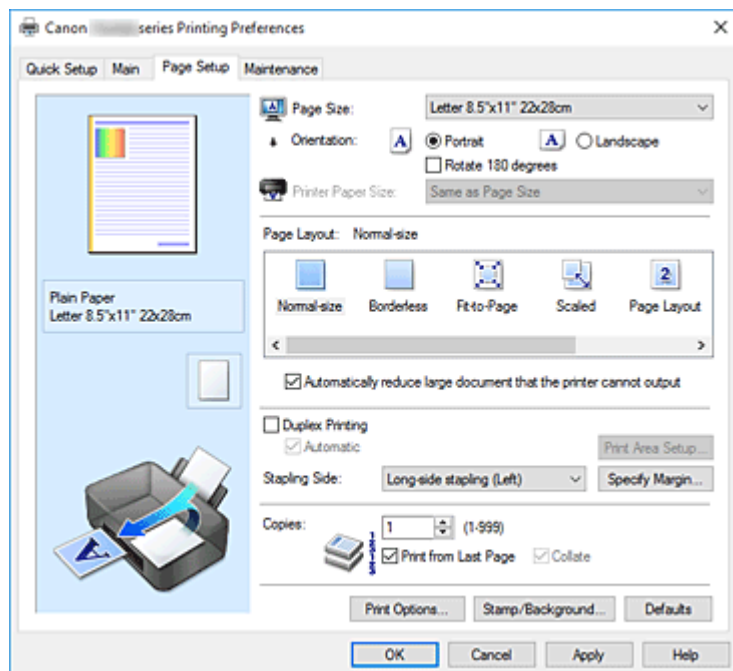 Canon series Printing Preferences
Quick Setup Main Page Setup Maintenance
Page Size: Letter 8.5"x11" 22x28cm
Orientation: A Portrait A Landscape
Rotate 180 degrees
Printer Paper Size: Same as Page Size
Page Layout: Normal-size
2
Normal-size Borderless Fit-to-Page Scaled Page Layout
Plain Paper
Letter 8.5"x11" 22x28cm
Automatically reduce large document that the printer cannot output
Duplex Printing
Automatic Print Area Setup...
Stapling Side: Long-side stapling (Left) Specify Margin...
Copies: 1 (1-999)
Print from Last Page Collate
A
Print Options... Stamp/Background... Defaults
OK Cancel Apply Help